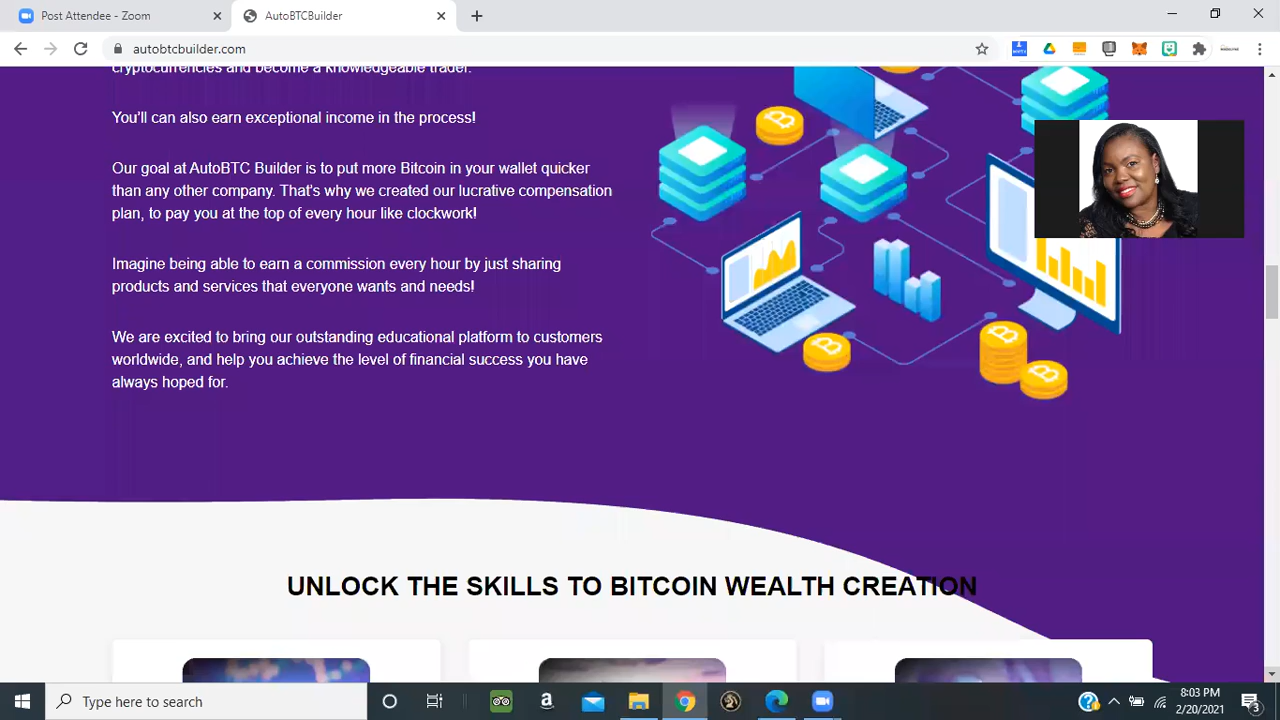 Post Attendee - Zoom
AutoBTCBuilder
autobtcbuilder.com
cryptocurrencies and become a knowledgeable trader.
You'll can also earn exceptional income in the process!
Our goal at AutoBTC Builder is to put more Bitcoin in your wallet quicker
than any other company. That's why we created our lucrative compensation
plan, to pay you at the top of every hour like clockwork!
Imagine being able to earn a commission every hour by just sharing
products and services that everyone wants and needs!
We are excited to bring our outstanding educational platform to customers
worldwide, and help you achieve the level of financial success you have
always hoped for.
UNLOCK THE SKILLS TO BITCOIN WEALTH CREATION
Type here to search
8:03 PM
2/20/2021
3